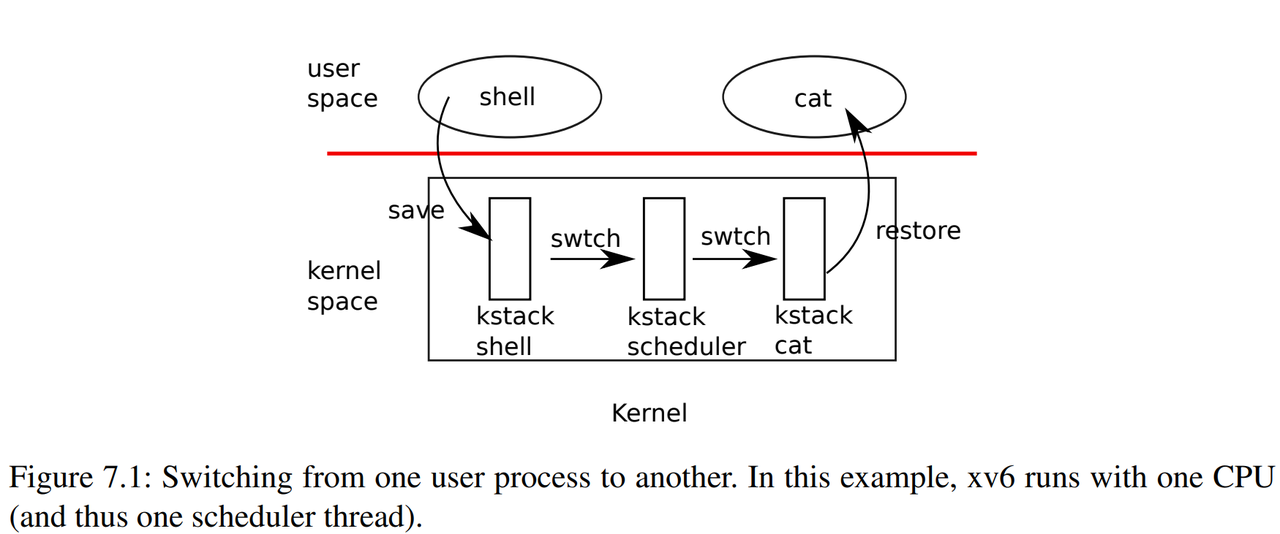 user
space
shell
cat
save
swtch
swtch
restore
kernel
space
kstack
shell
kstack
scheduler
kstack
cat
Kernel
Figure 7.1: Switching from one user process to another. In this example, xv6 runs with one CPU
(and thus one scheduler thread).